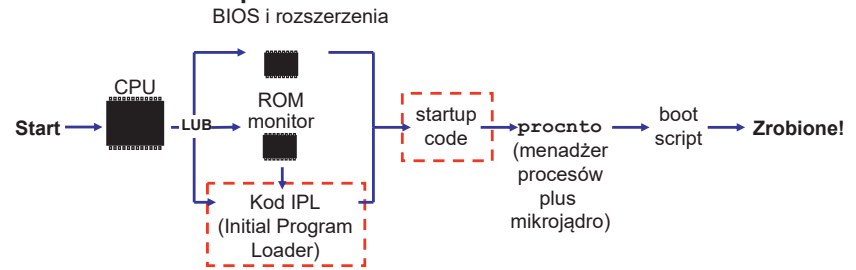 BIOS i rozszerzenia
CPU
ROM
monitor
Start
LUB
Kod IPL
(Initial Program
Loader)
startup
code
procnto
(menadżer
procesów
plus
mikrojądro)
boot
script
Zrobione!